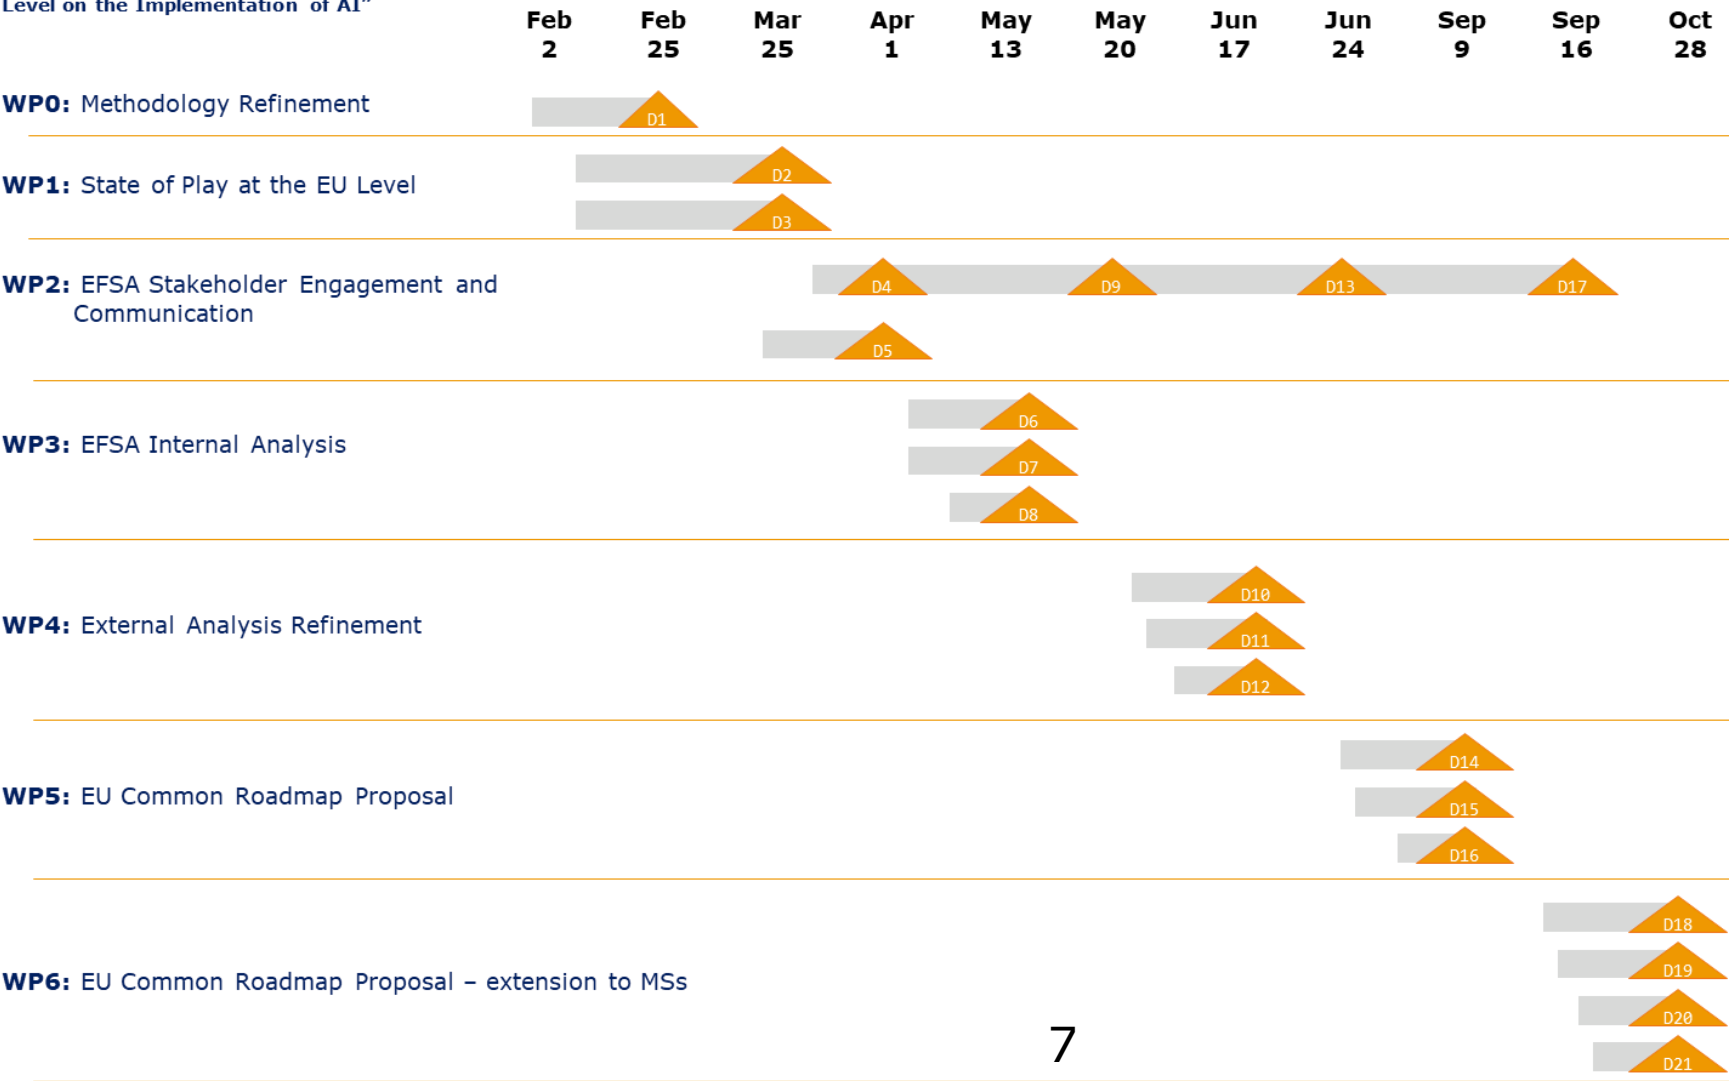 Level on the Implementation of AI"
Feb Feb Mar Apr May May Jun Jun Sep Sep Oct
2 25 25 1 13 20 17 24 9 16 28
WP0: Methodology Refinement
D1
WP1: State of Play at the EU Level
D2
D3
WP2: EFSA Stakeholder Engagement and
Communication
D4 D9 D13 D17
D5
WP3: EFSA Internal Analysis
D6
D7
D8
WP4: External Analysis Refinement
D10
D11
D12
WP5: EU Common Roadmap Proposal
D14
D15
D16
WP6: EU Common Roadmap Proposal – extension to MSs
D18
D19
D20
D21
7